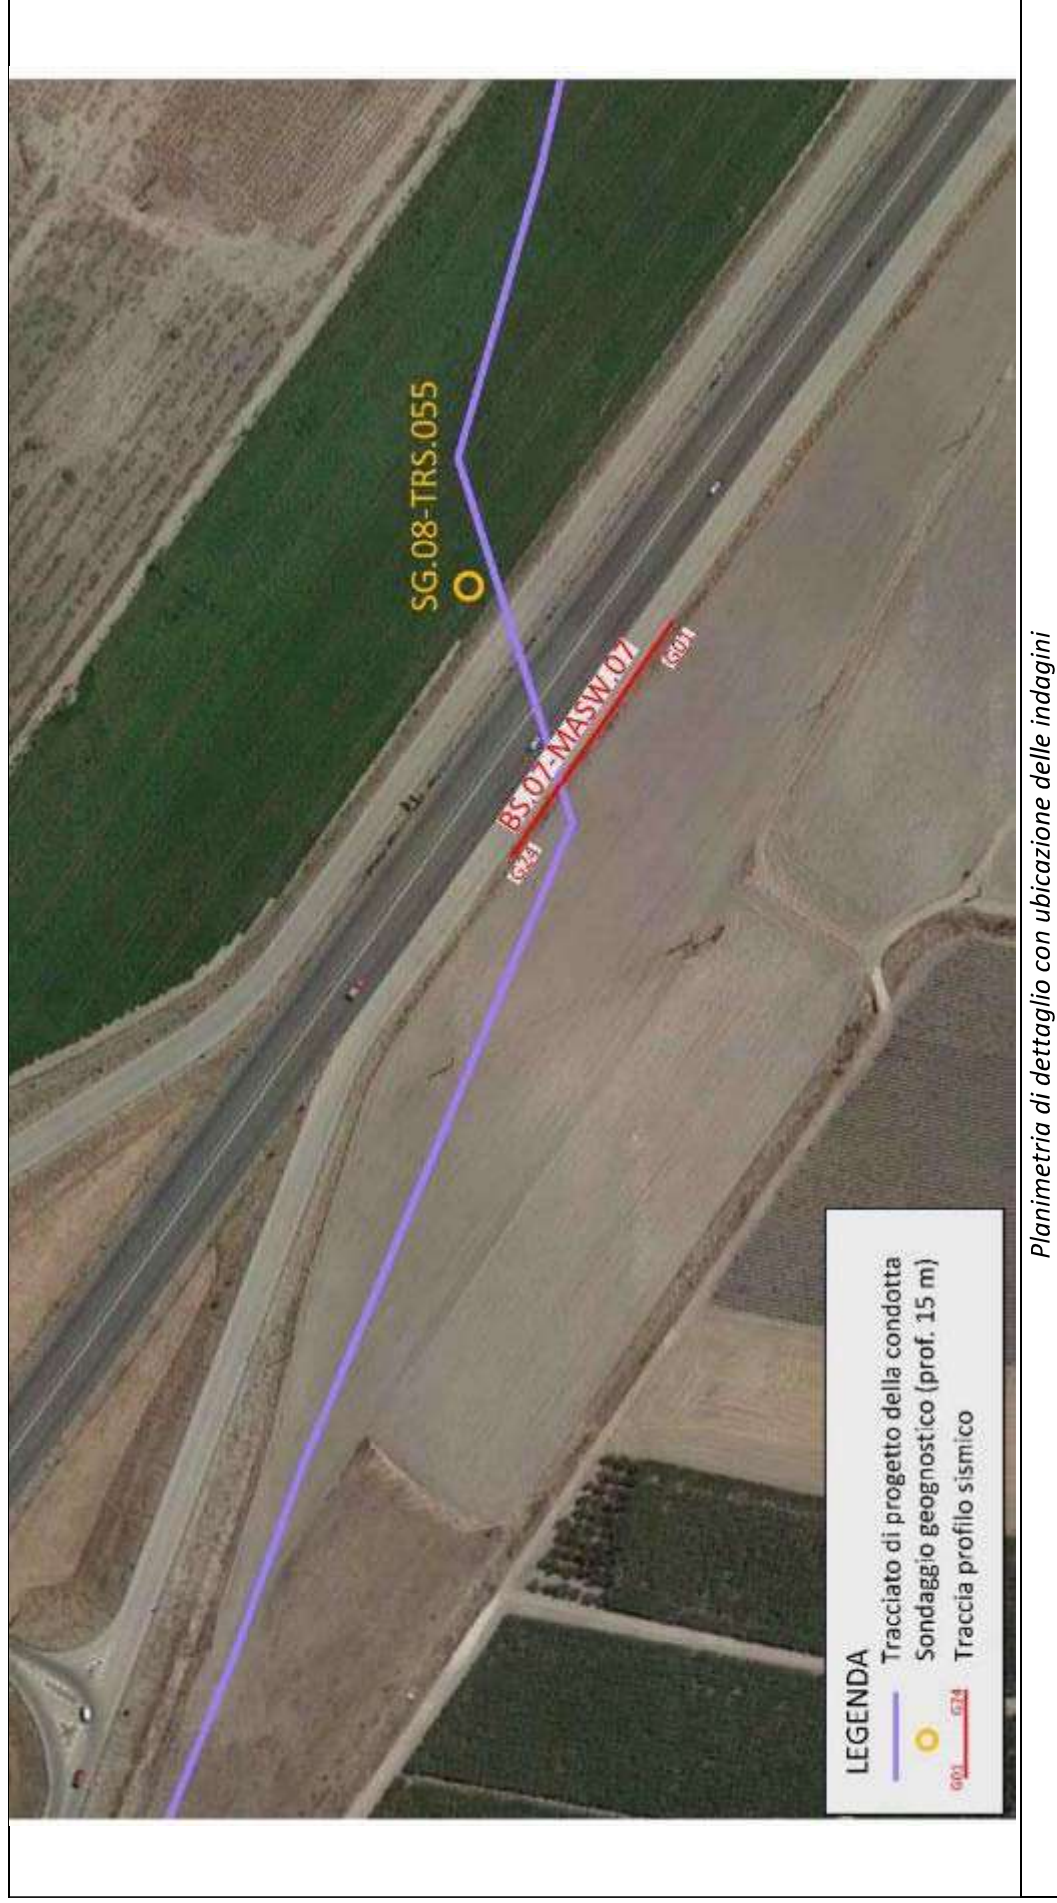 SG.08-TRS.055
BS.07-MASW.07
G24
G01
LEGENDA
Tracciato di progetto della condotta
Sondaggio geognostico (prof. 15 m)
G01 G24 Traccia profilo sismico
Planimetria di dettaglio con ubicazione delle indagini